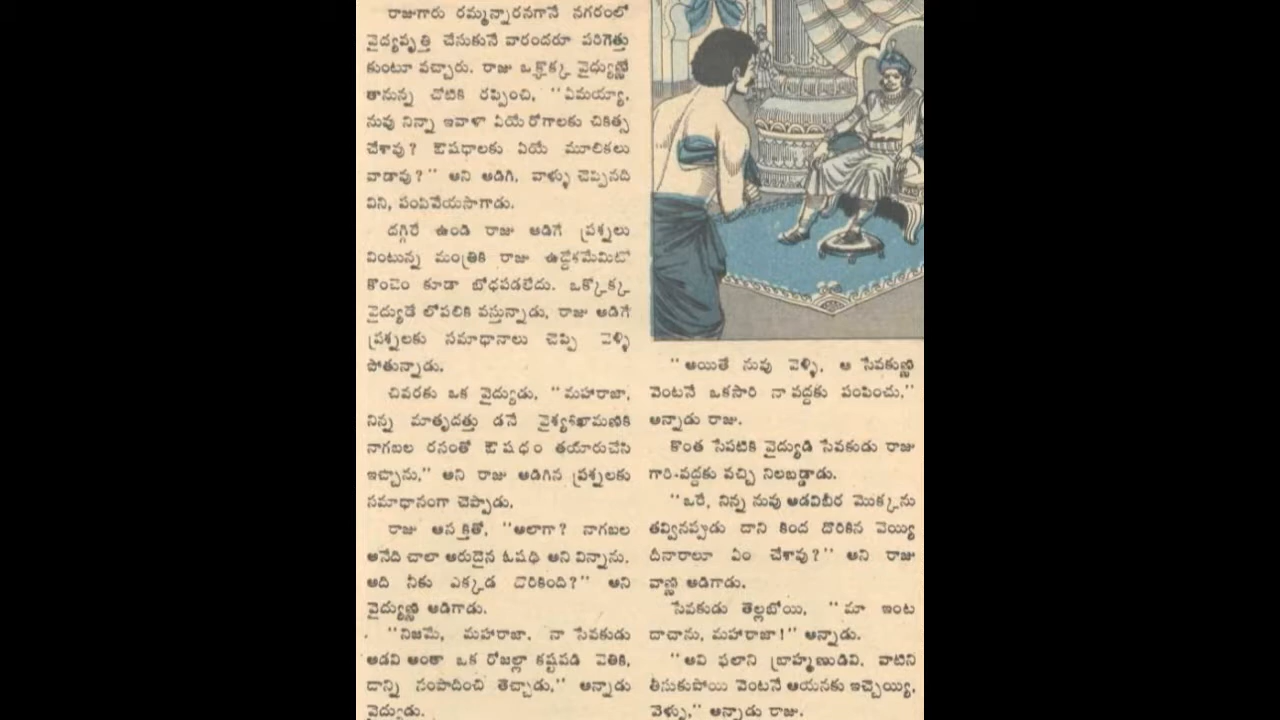 రాజుగారు రమ్మన్నారనగానే నగరంలో
వైద్యవృత్తి చేసుకునే వారందరూ పరిగెత్తు
కుంటూ వచ్చారు. రాజు ఒక్కొక్క వైద్యుణ్ణే
తానున్న చోటికి రప్పించి, "ఏమయ్యా,
నువు నిన్నా ఇవాళా ఏయే రోగాలకు చికిత్స
చేశావు? ఔషధాలకు ఏయే మూలికలు
వాడావు?" అని అడిగి, వాళ్ళు చెప్పినది
విని, పంపివేయసాగాడు.
దగ్గిరే ఉండి రాజు అడిగే ప్రశ్నలు
వింటున్న మంత్రికి రాజు ఉద్దేశమేమిటో
కొంచెం కూడా బోధపడలేదు. ఒక్కొక్క
వైద్యుడే లోపలికి వస్తున్నాడు, రాజు అడిగే
ప్రశ్నలకు సమాధానాలు చెప్పి వెళ్ళి
పోతున్నాడు.
చివరకు ఒక వైద్యుడు, "మహారాజా,
నిన్న మాతృదత్తు డనే వైశ్యశిఖామణికి
నాగబల రసంతో ఔషధం తయారుచేసి
ఇచ్చాను," అని రాజు అడిగిన ప్రశ్నలకు
సమాధానంగా చెప్పాడు.
రాజు ఆసక్తితో, "అలాగా? నాగబల
అనేది చాలా అరుదైన ఓషధి అని విన్నాను.
అది నీకు ఎక్కడ దొరికింది?" అని
వైద్యుణ్ణి అడిగాడు.
"నిజమే, మహారాజా. నా సేవకుడు
అడవి అంతా ఒక రోజల్లా కష్టపడి వెతికి,
దాన్ని సంపాదించి తెచ్చాడు," అన్నాడు
వైద్యుడు.
"అయితే నువు వెళ్ళి, ఆ సేవకుణ్ణి
వెంటనే ఒకసారి నా వద్దకు పంపించు,"
అన్నాడు రాజు.
కొంత సేపటికి వైద్యుడి సేవకుడు రాజు
గారి-వద్దకు వచ్చి నిలబడ్డాడు.
"ఒరే, నిన్న నువు అడవిబీర మొక్కను
తవ్వినప్పుడు దాని కింద దొరికిన వెయ్యి
దీనారాలూ ఏం చేశావు?" అని రాజు
వాణ్ణి అడిగాడు.
సేవకుడు తెల్లబోయి, "మా ఇంట
దాచాను, మహారాజా!" అన్నాడు.
"అవి ఫలాని బ్రాహ్మణుడివి. వాటిని
తీసుకుపోయి వెంటనే ఆయనకు ఇచ్చెయ్యి,
వెళ్ళు," అన్నాడు రాజు.